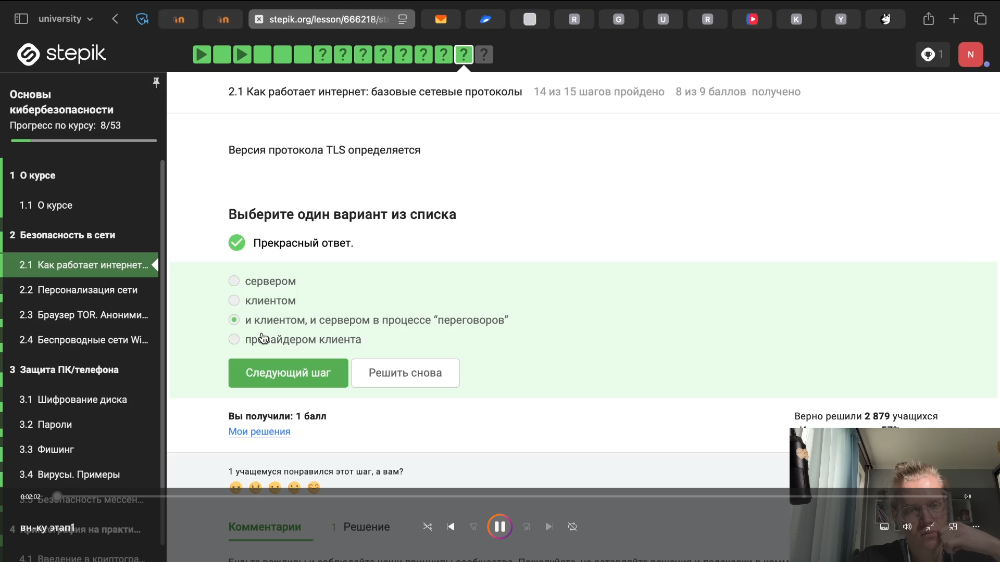 university
stepik.org/lesson/666218/ste
R
G
U
R
K
Y
stepik
1
N
Основы кибербезопасности
Прогресс по курсу: 8/53
1 О курсе
1.1 О курсе
2 Безопасность в сети
2.1 Как работает интернет...
2.2 Персонализация сети
2.3 Браузер TOR. Аноними...
2.4 Беспроводные сети Wi...
3 Защита ПК/телефона
3.1 Шифрование диска
3.2 Пароли
3.3 Фишинг
3.4 Вирусы. Примеры
3.5 Безопасность мессен...
4 Криптография на практи...
4.1 Введение в криптогра...
2.1 Как работает интернет: базовые сетевые протоколы 14 из 15 шагов пройдено 8 из 9 баллов получено
Версия протокола TLS определяется
Выберите один вариант из списка
Прекрасный ответ.
сервером
клиентом
и клиентом, и сервером в процессе “переговоров”
провайдером клиента
Следующий шаг
Решить снова
Вы получили: 1 балл
Мои решения
Верно решили 2 879 учащихся
1 учащемуся понравился этот шаг, а вам?
Комментарии
1 Решение
0:02:02
вн-ку этап1
10
30